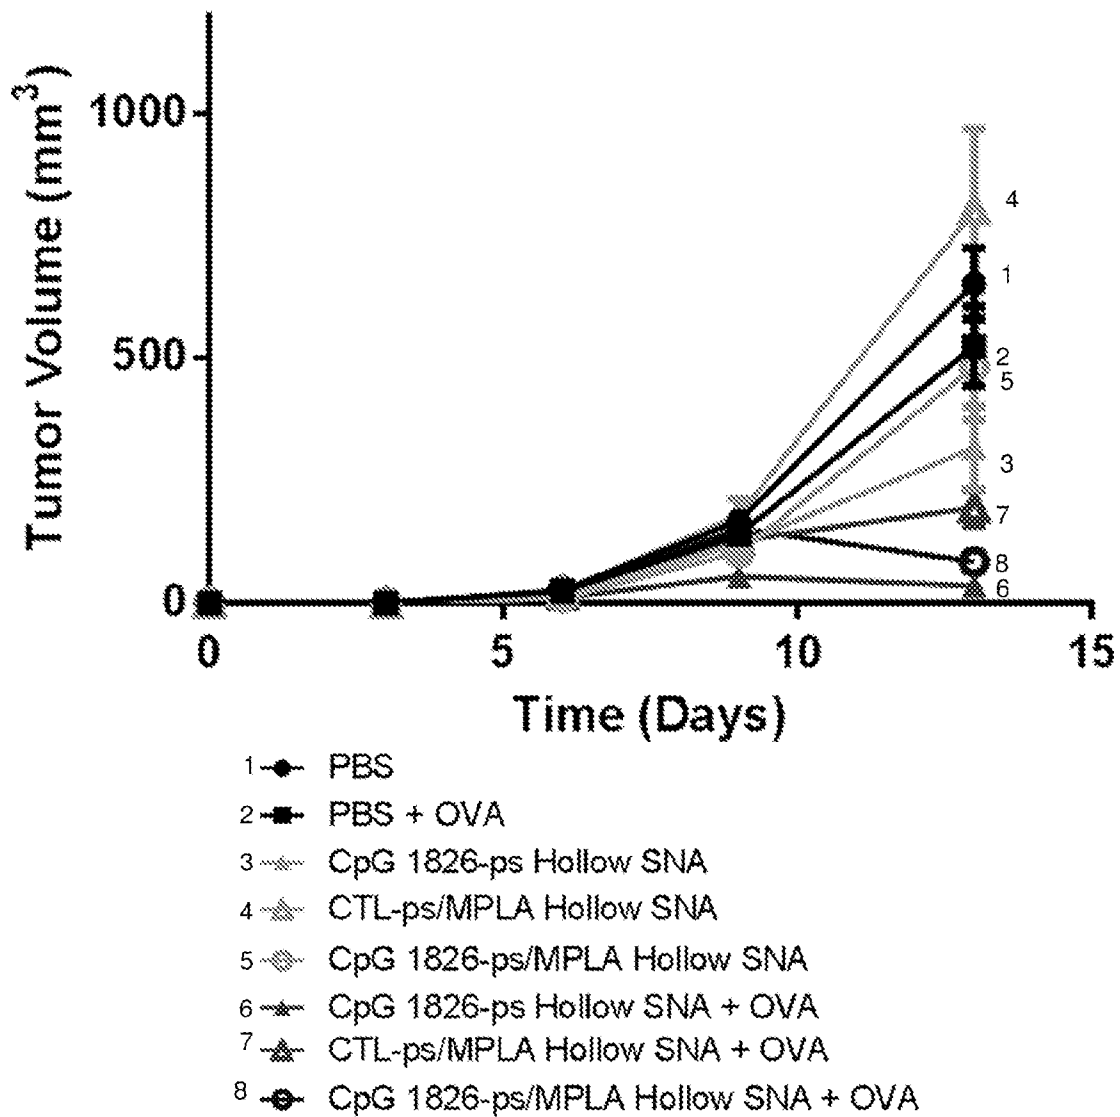 Tumor Volume (mm3)
1000
500
0
4
1
2
5
3
7
8
6
0 5 10 15
Time (Days)
1 PBS
2 PBS + OVA
3 CpG 1826-ps Hollow SNA
4 CTL-ps/MPLA Hollow SNA
5 CpG 1826-ps/MPLA Hollow SNA
6 CpG 1826-ps Hollow SNA + OVA
7 CTL-ps/MPLA Hollow SNA + OVA
8 CpG 1826-ps/MPLA Hollow SNA + OVA